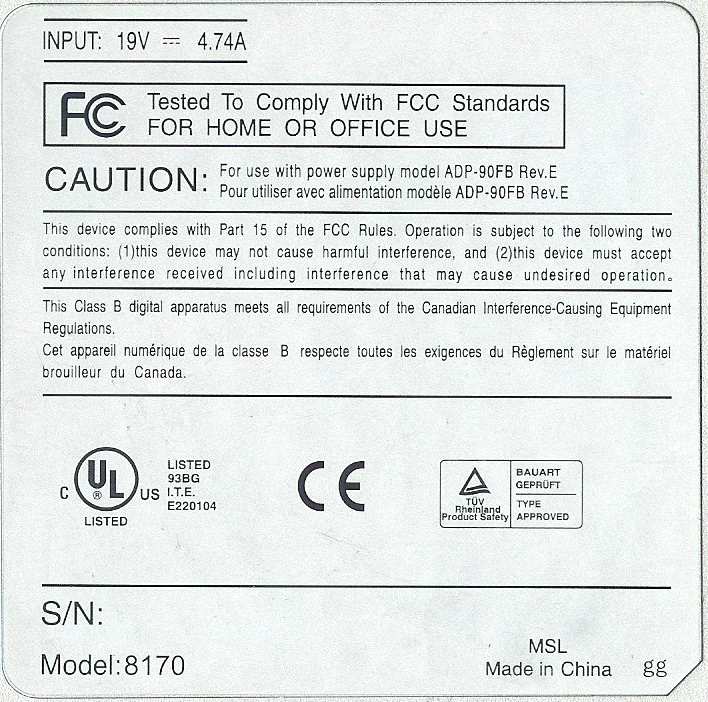 INPUT: 19V ⎓ 4.74A
FC Tested To Comply With FCC Standards
FOR HOME OR OFFICE USE
CAUTION: For use with power supply model ADP-90FB Rev.E
Pour utiliser avec alimentation modèle ADP-90FB Rev.E
This device complies with Part 15 of the FCC Rules. Operation is subject to the following two
conditions: (1)this device may not cause harmful interference, and (2)this device must accept
any interference received including interference that may cause undesired operation.
This Class B digital apparatus meets all requirements of the Canadian Interference-Causing Equipment
Regulations.
Cet appareil numérique de la classe B respecte toutes les exigences du Règlement sur le matériel
brouilleur du Canada.
C UL ® US
LISTED
LISTED
93BG
I.T.E.
E220104
CE
TÜV
Rheinland
Product Safety
BAUART
GEPRÜFT
TYPE
APPROVED
S/N:
Model:8170
MSL
Made in China gg